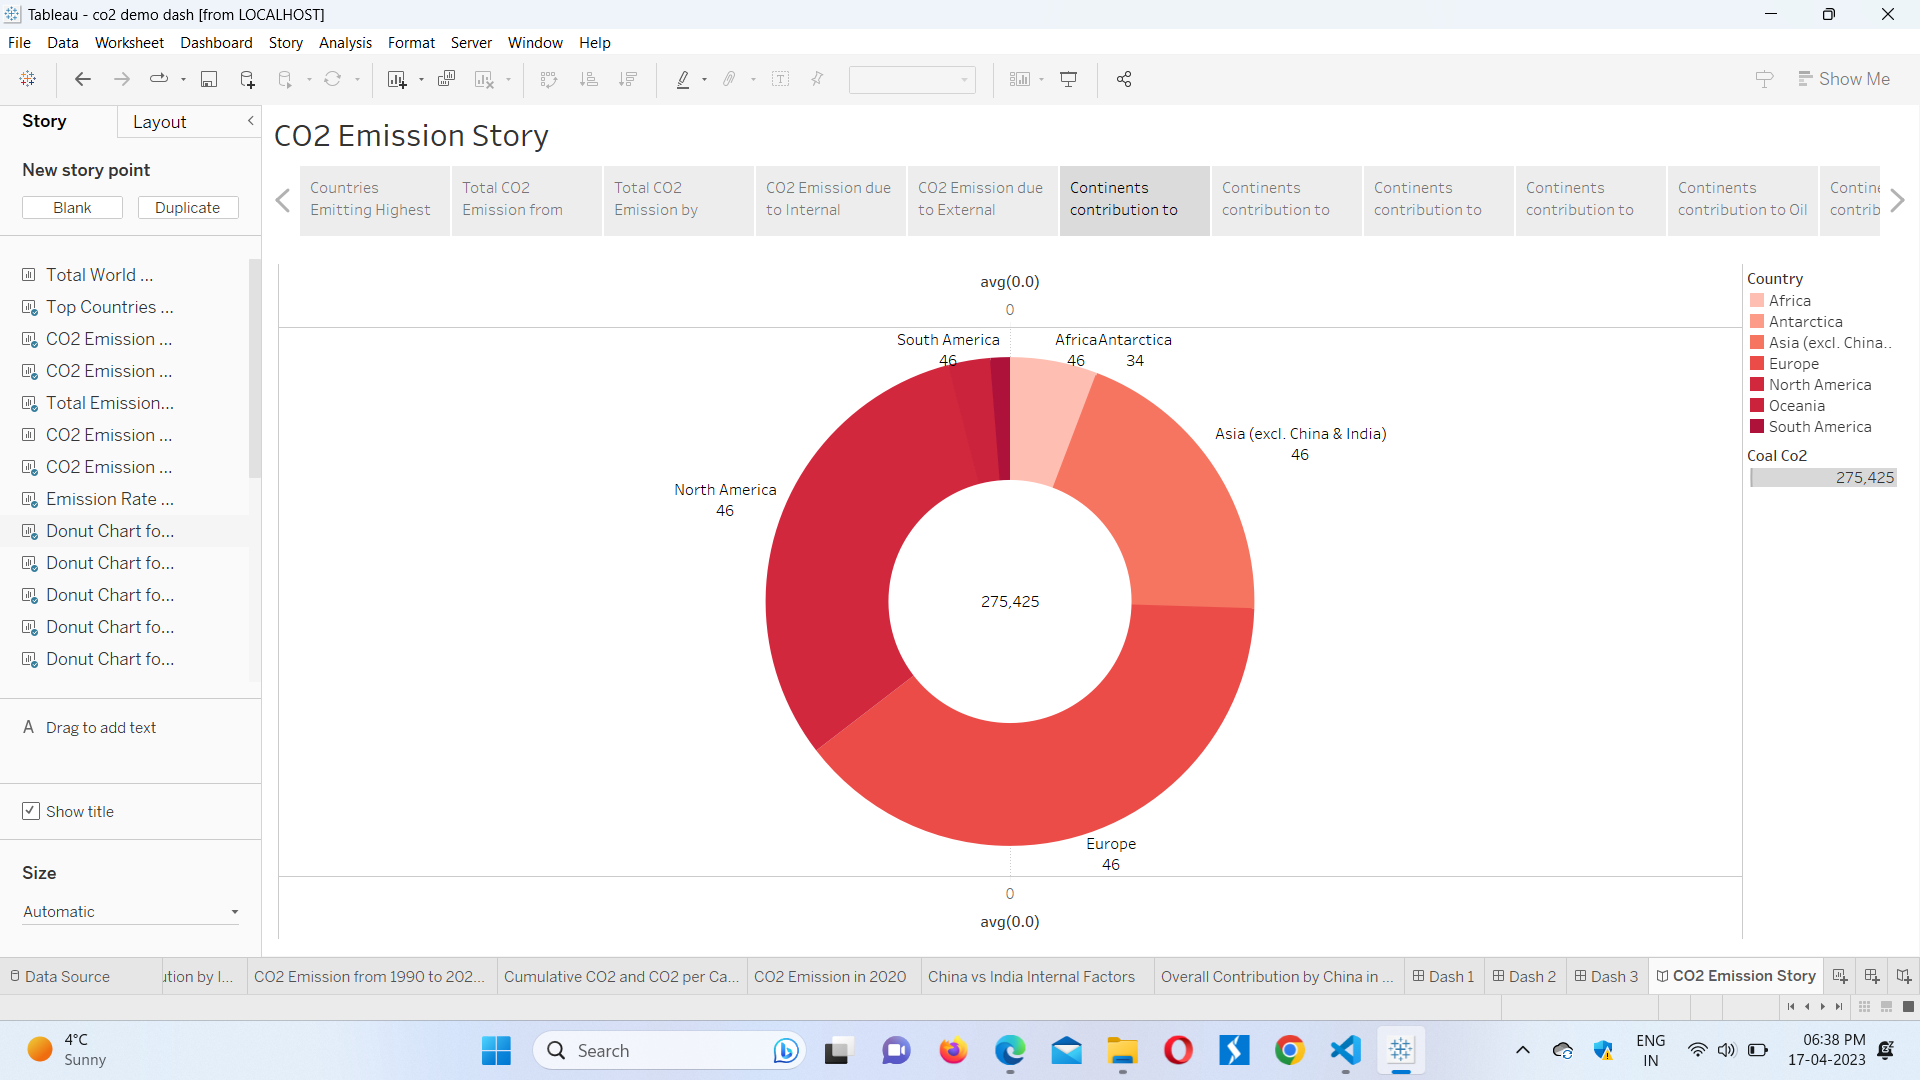 Tableau - co2 demo dash [from LOCALHOST]
File Data Worksheet Dashboard Story Analysis Format Server Window Help
Show Me
Story
Layout
New story point
Blank
Duplicate
Total World ...
Top Countries ...
CO2 Emission ...
CO2 Emission ...
Total Emission...
CO2 Emission ...
CO2 Emission ...
Emission Rate ...
Donut Chart fo...
Donut Chart fo...
Donut Chart fo...
Donut Chart fo...
Donut Chart fo...
A Drag to add text
Show title
Size
Automatic
CO2 Emission Story
Countries
Emitting Highest
Total CO2
Emission from
Total CO2
Emission by
CO2 Emission due
to Internal
CO2 Emission due
to External
Continents
contribution to
Continents
contribution to
Continents
contribution to
Continents
contribution to
Continents
contribution to Oil
Contine
contrib
avg(0.0)
0
South America
46
Africa
46
Antarctica
34
Asia (excl. China & India)
46
North America
46
275,425
Europe
46
0
avg(0.0)
Country
Africa
Antarctica
Asia (excl. China..
Europe
North America
Oceania
South America
Coal Co2
275,425
Data Source
ution by I...
CO2 Emission from 1990 to 202...
Cumulative CO2 and CO2 per Ca...
CO2 Emission in 2020
China vs India Internal Factors
Overall Contribution by China in ...
Dash 1
Dash 2
Dash 3
CO2 Emission Story
4°C
Sunny
Search
ENG
IN
06:38 PM
17-04-2023